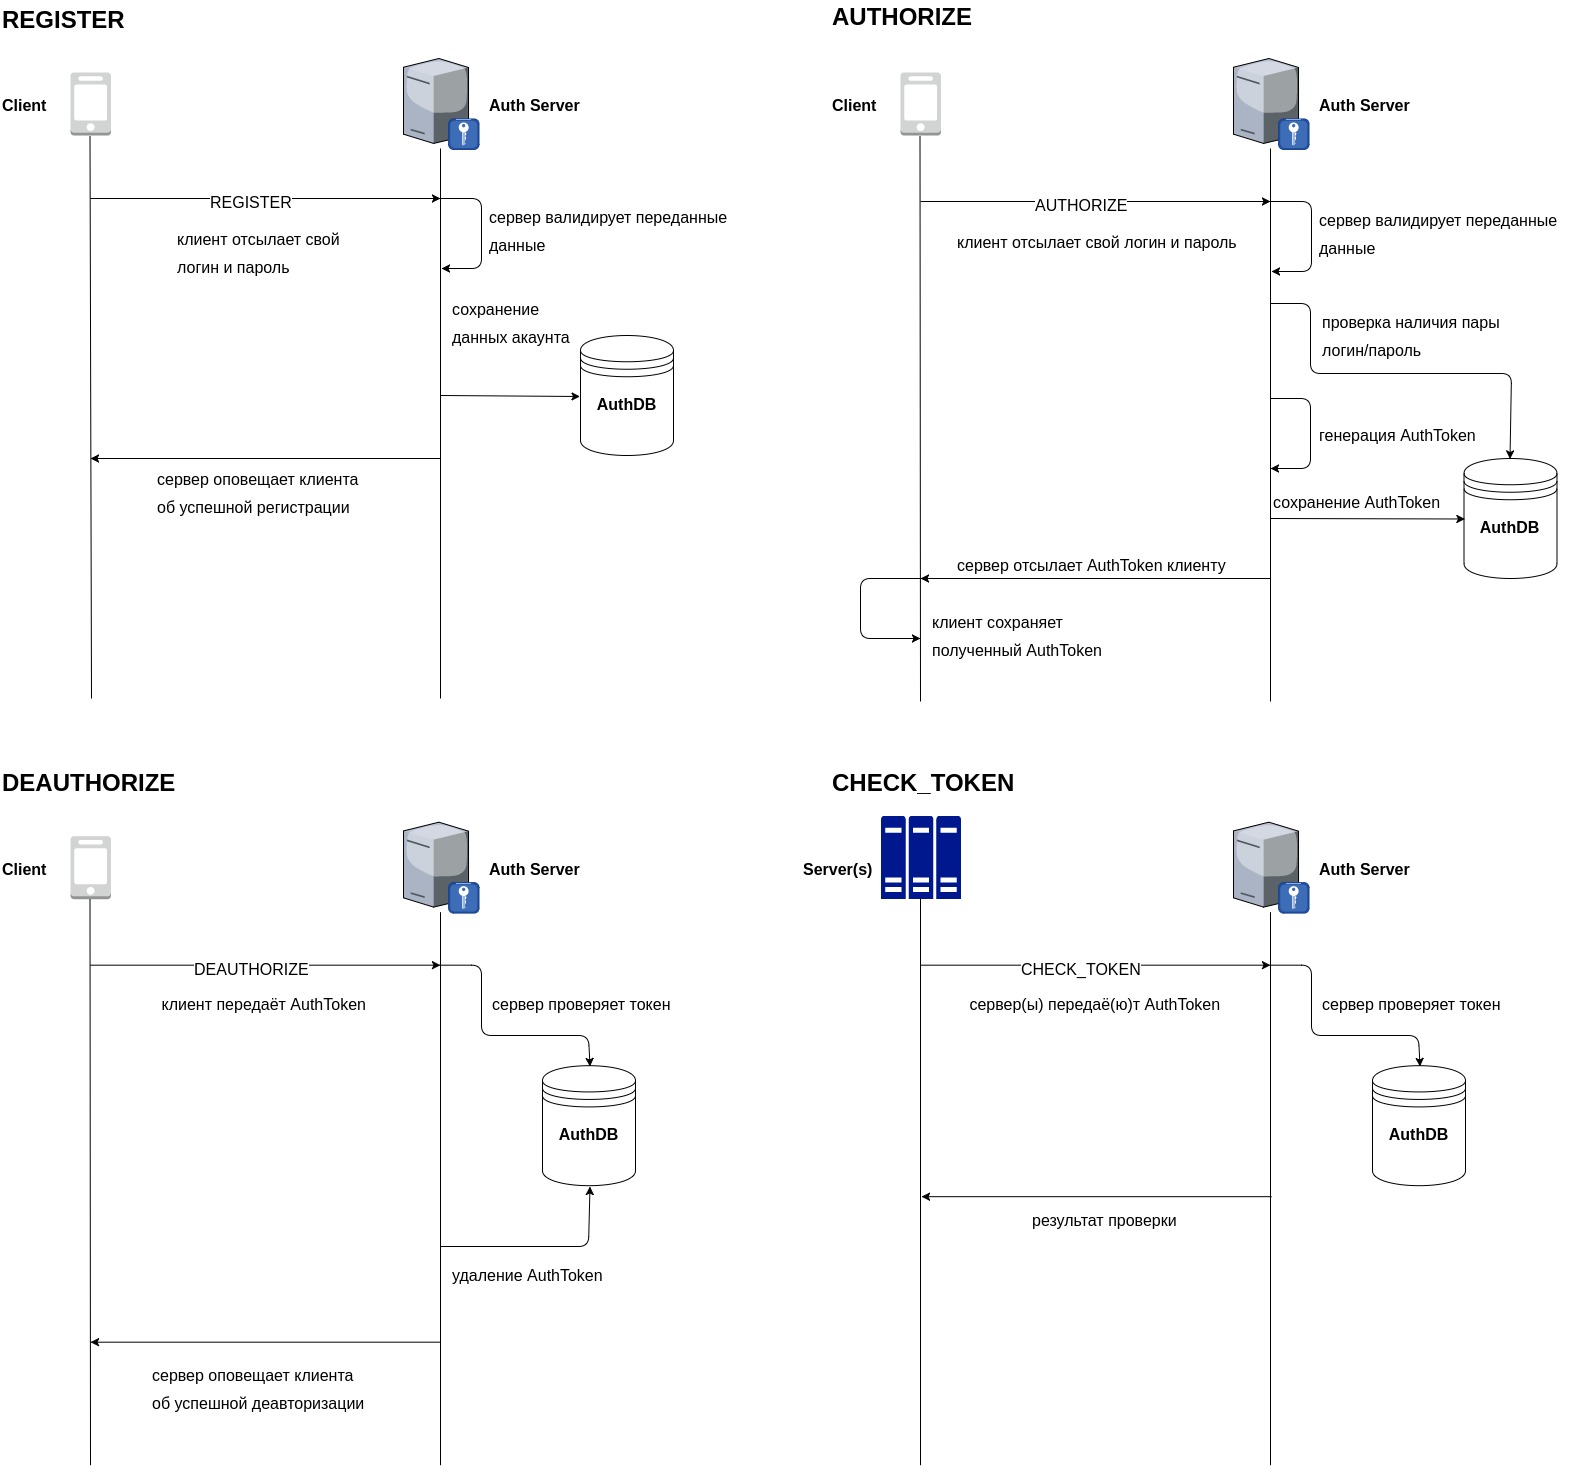 REGISTER
Client
Auth Server
REGISTER
клиент отсылает свой
логин и пароль
сервер валидирует переданные
данные
сохранение
данных акаунта
AuthDB
сервер оповещает клиента
об успешной регистрации
AUTHORIZE
Client
Auth Server
AUTHORIZE
клиент отсылает свой логин и пароль
сервер валидирует переданные
данные
проверка наличия пары
логин/пароль
генерация AuthToken
сохранение AuthToken
AuthDB
сервер отсылает AuthToken клиенту
клиент сохраняет
полученный AuthToken
DEAUTHORIZE
Client
Auth Server
DEAUTHORIZE
клиент передаёт AuthToken
сервер проверяет токен
AuthDB
удаление AuthToken
сервер оповещает клиента
об успешной деавторизации
CHECK_TOKEN
Server(s)
Auth Server
CHECK_TOKEN
сервер(ы) передаё(ю)т AuthToken
сервер проверяет токен
AuthDB
результат проверки